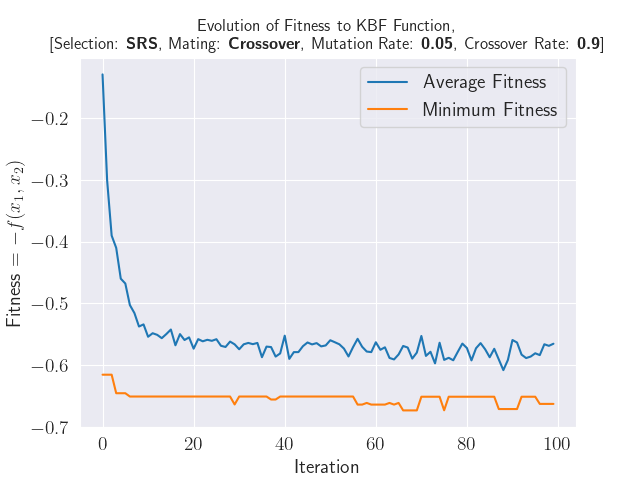 Evolution of Fitness to KBF Function,
[Selection: SRS, Mating: Crossover, Mutation Rate: 0.05, Crossover Rate: 0.9]
Average Fitness
Minimum Fitness
Fitness = −f(x₁, x₂)
−0.2
−0.3
−0.4
−0.5
−0.6
−0.7
0
20
40
60
80
100
Iteration